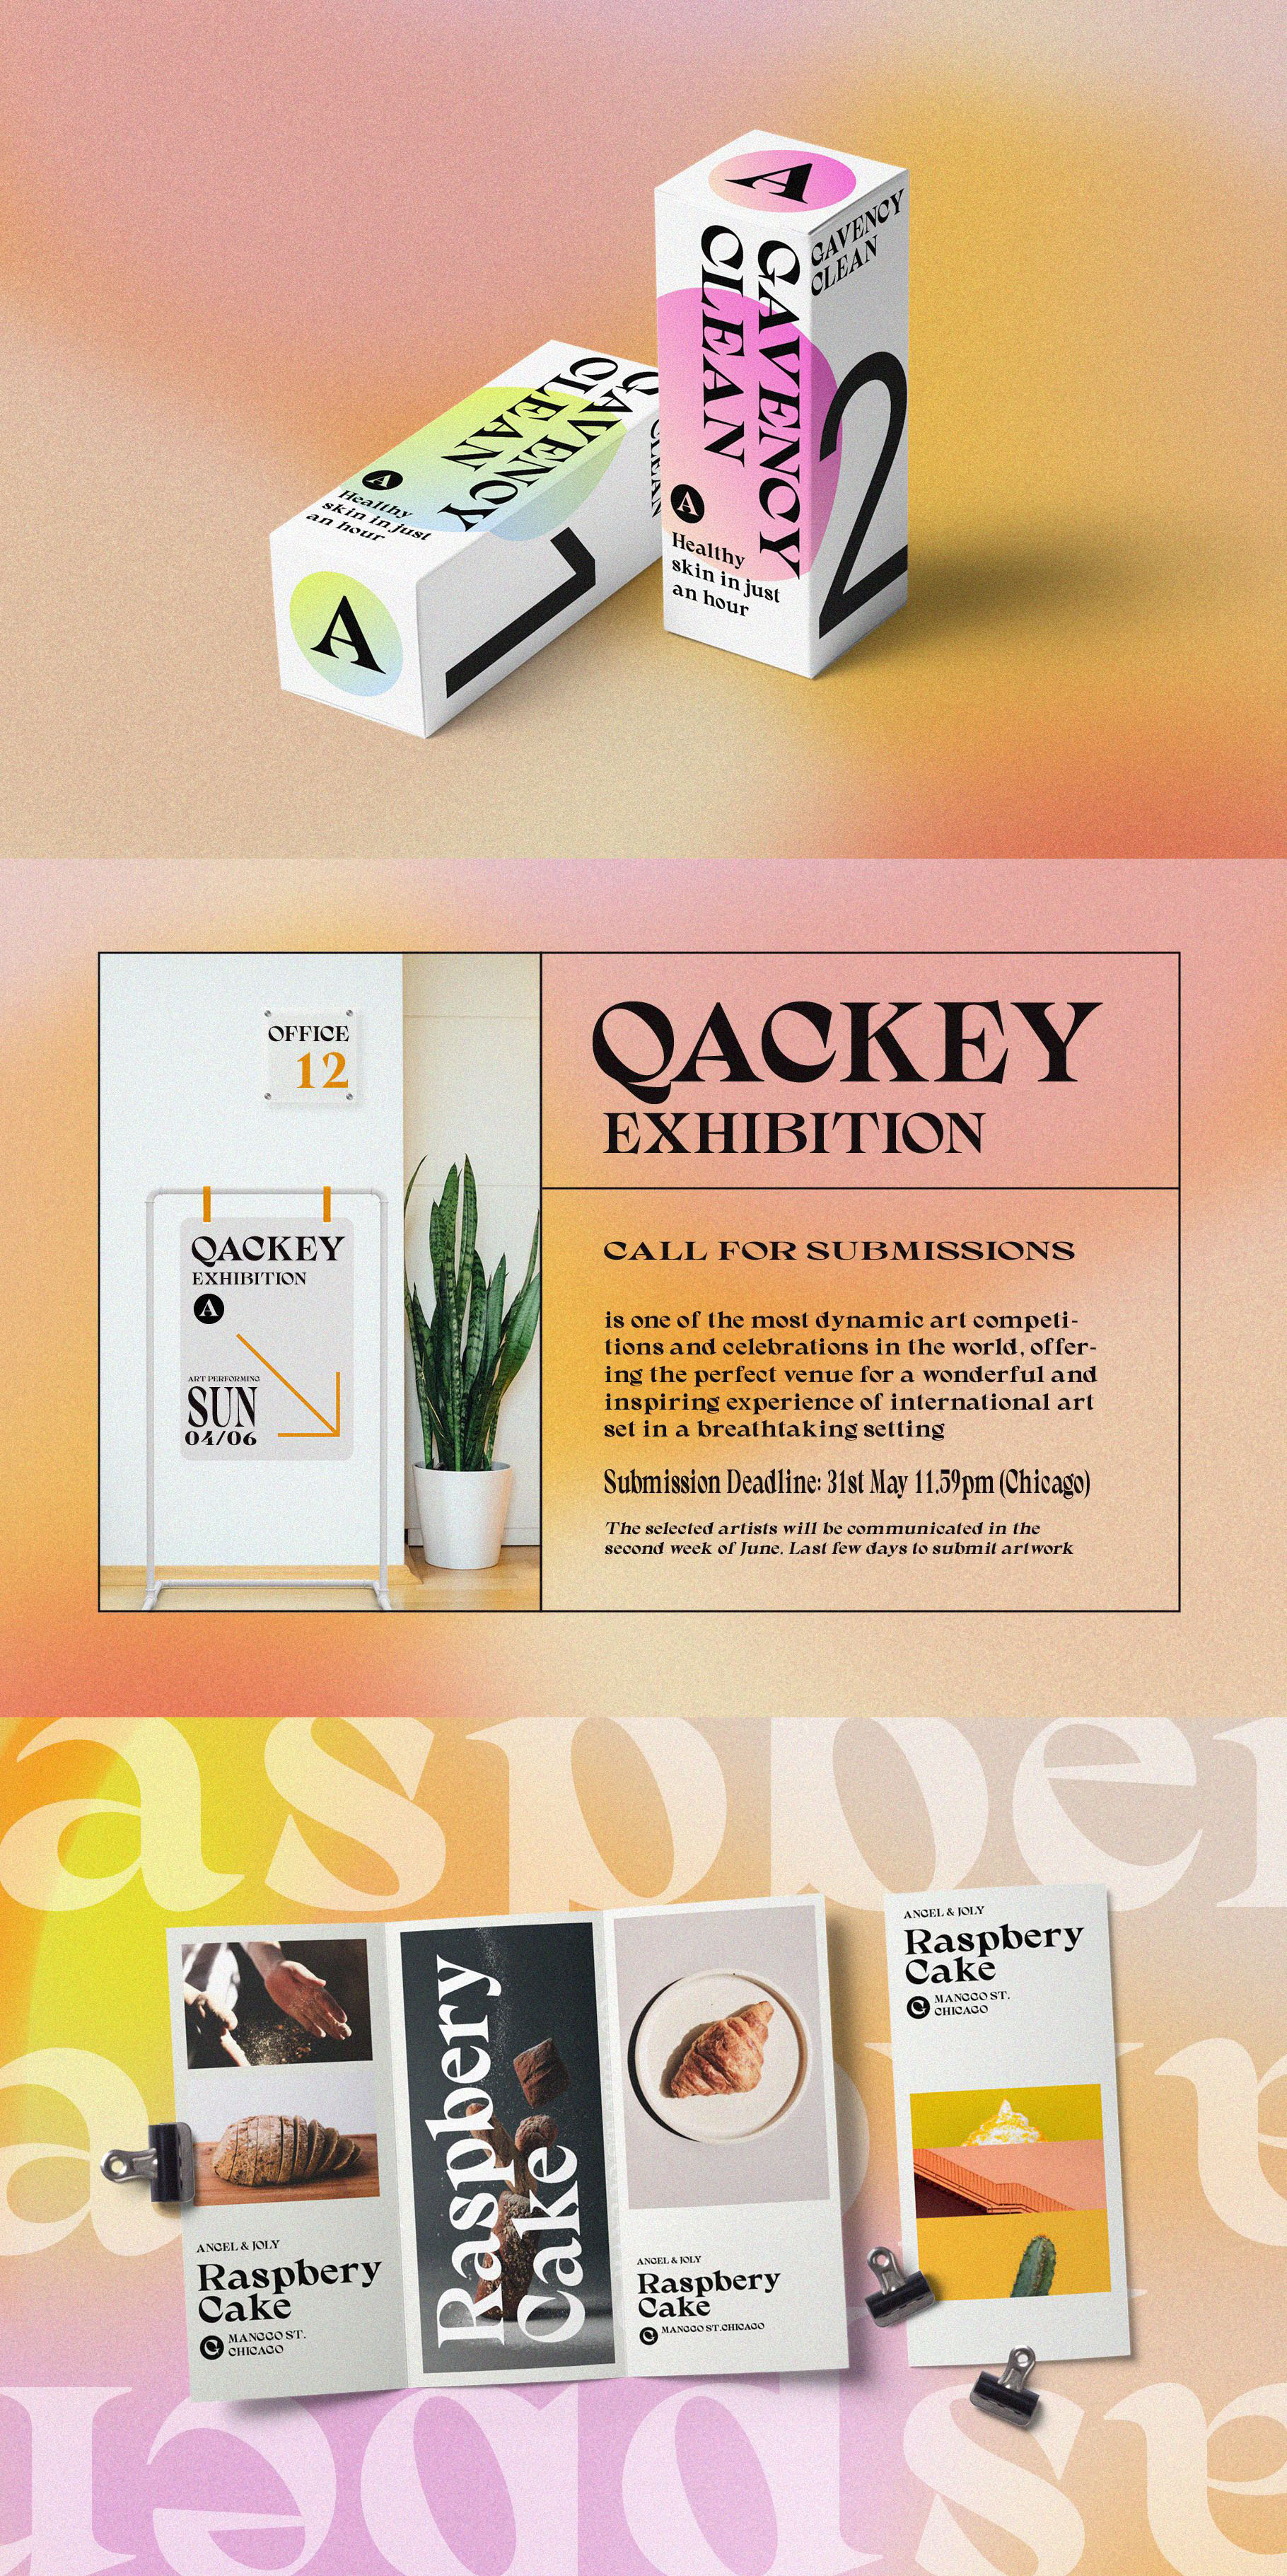 A
GAVENCY
CLEAN
GAVENCY
CLEAN
2
A
Healthy
skin in just
an hour
GAVENCY
CLEAN
CLEAN
A
Healthy
skin in just
an hour
1
A
OFFICE
12
QACKEY
EXHIBITION
A
ART PERFORMING
SUN
04/06
QACKEY
EXHIBITION
CALL FOR SUBMISSIONS
is one of the most dynamic art competi-
tions and celebrations in the world, offer-
ing the perfect venue for a wonderful and
inspiring experience of international art
set in a breathtaking setting
Submission Deadline: 31st May 11.59pm (Chicago)
The selected artists will be communicated in the
second week of June. Last few days to submit artwork
aspber
ANGEL & JOLY
Raspbery
Cake
MANGGO ST.
CHICAGO
Raspbery
Cake
ANGEL & JOLY
Raspbery
Cake
MANGGO ST.CHICAGO
ANGEL & JOLY
Raspbery
Cake
MANGGO ST.
CHICAGO